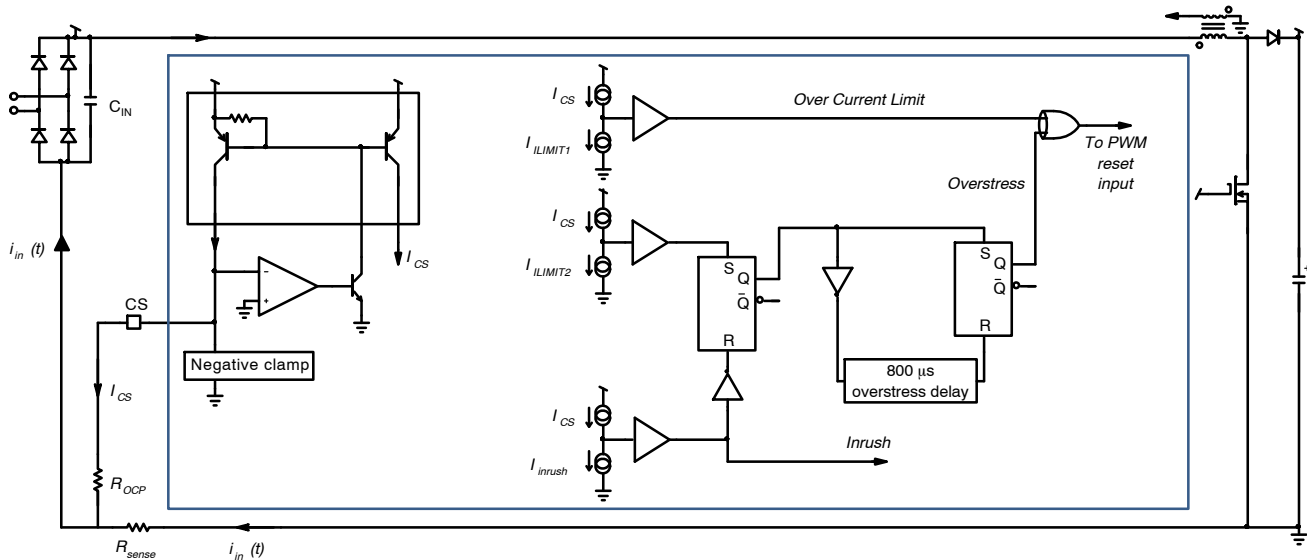 C_IN
i_in (t)
CS
I_CS
R_OCP
R_sense
i_in (t)
I_CS
Negative clamp
I_CS
I_ILIMIT1
Over Current Limit
To PWM
reset
input
Overstress
I_CS
I_ILIMIT2
S
Q
Q̄
R
S
Q
Q̄
R
800 μs
overstress delay
I_CS
I_inrush
Inrush